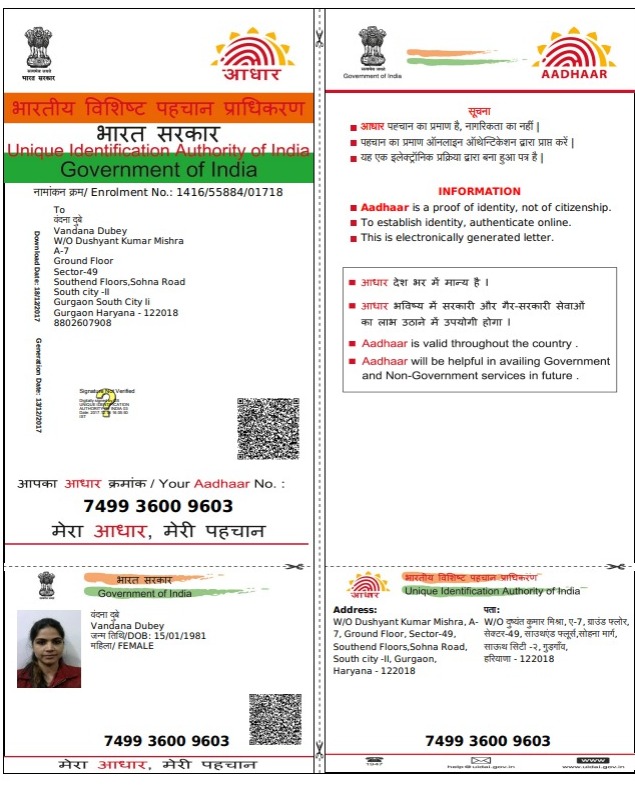 भारत सरकार
आधार
भारतीय विशिष्ट पहचान प्राधिकरण
भारत सरकार
Unique Identification Authority of India
Government of India
नामांकन क्रम/ Enrolment No.: 1416/55884/01718
To
वंदना दुबे
Vandana Dubey
W/O Dushyant Kumar Mishra
A-7
Ground Floor
Sector-49
Southend Floors,Sohna Road
South city -II
Gurgaon South City Ii
Gurgaon Haryana - 122018
8802607908
Download Date: 18/12/2017
Generation Date: 13/12/2017
Signature Not Verified
आपका आधार क्रमांक / Your Aadhaar No. :
7499 3600 9603
मेरा आधार, मेरी पहचान
Government of India
AADHAAR
सूचना
आधार पहचान का प्रमाण है, नागरिकता का नहीं |
पहचान का प्रमाण ऑनलाइन ऑथेन्टिकेशन द्वारा प्राप्त करें |
यह एक इलेक्ट्रॉनिक प्रक्रिया द्वारा बना हुआ पत्र है |
INFORMATION
Aadhaar is a proof of identity, not of citizenship.
To establish identity, authenticate online.
This is electronically generated letter.
आधार देश भर में मान्य है ।
आधार भविष्य में सरकारी और गैर-सरकारी सेवाओं
का लाभ उठाने में उपयोगी होगा ।
Aadhaar is valid throughout the country .
Aadhaar will be helpful in availing Government
and Non-Government services in future .
भारत सरकार
Government of India
वंदना दुबे
Vandana Dubey
जन्म तिथि/DOB: 15/01/1981
महिला/ FEMALE
7499 3600 9603
मेरा आधार, मेरी पहचान
आधार
भारतीय विशिष्ट पहचान प्राधिकरण
Unique Identification Authority of India
Address:
W/O Dushyant Kumar Mishra, A-
7, Ground Floor, Sector-49,
Southend Floors,Sohna Road,
South city -II, Gurgaon,
Haryana - 122018
पता:
W/O दुष्यंत कुमार मिश्रा, ए-7, ग्राउंड फ्लोर,
सेक्टर-49, साउथएंड फ्लूर्स,सोहना मार्ग,
साऊथ सिटी -२, गुडगाँव,
हरियाणा - 122018
7499 3600 9603
1947
help@uidai.gov.in
www
www.uidai.gov.in